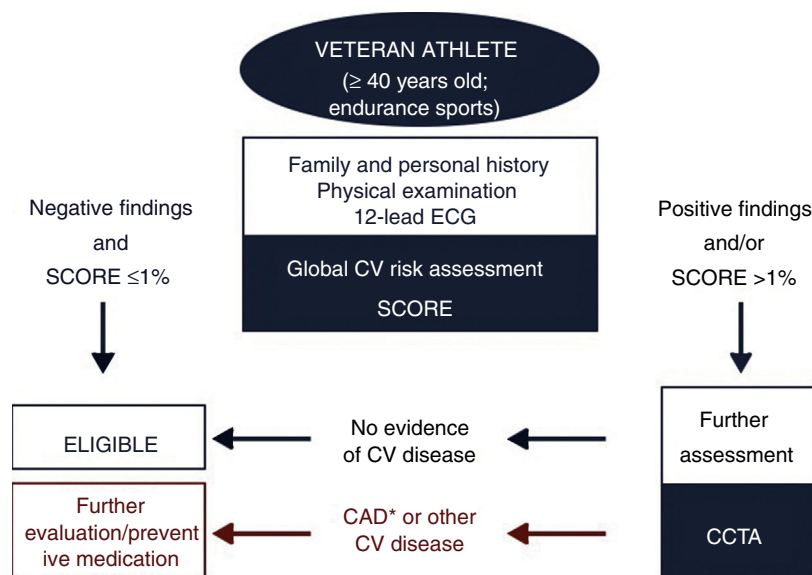 VETERAN ATHLETE
(≥ 40 years old;
endurance sports)
Family and personal history
Physical examination
12-lead ECG
Global CV risk assessment
SCORE
Negative findings
and
SCORE ≤1%
Positive findings
and/or
SCORE >1%
ELIGIBLE
No evidence
of CV disease
Further
assessment
Further
evaluation/prevent
ive medication
CAD* or other
CV disease
CCTA